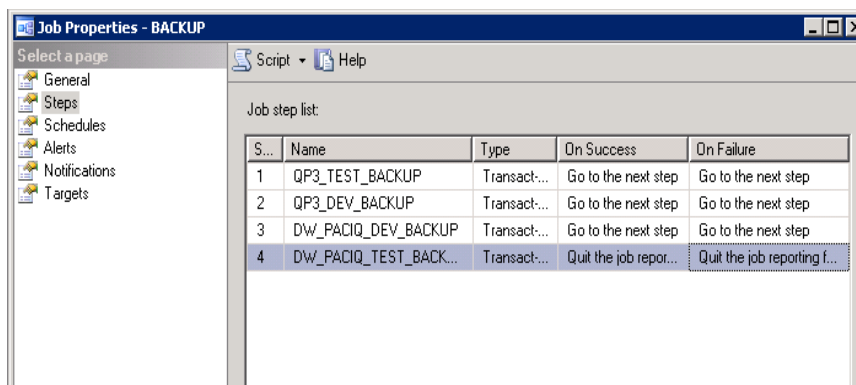 Job Properties - BACKUP
Select a page
General
Steps
Schedules
Alerts
Notifications
Targets
Script Help
Job step list:
S... Name Type On Success On Failure
1 QP3_TEST_BACKUP Transact-... Go to the next step Go to the next step
2 QP3_DEV_BACKUP Transact-... Go to the next step Go to the next step
3 DW_PACIQ_DEV_BACKUP Transact-... Go to the next step Go to the next step
4 DW_PACIQ_TEST_BACK... Transact-... Quit the job repor... Quit the job reporting f...